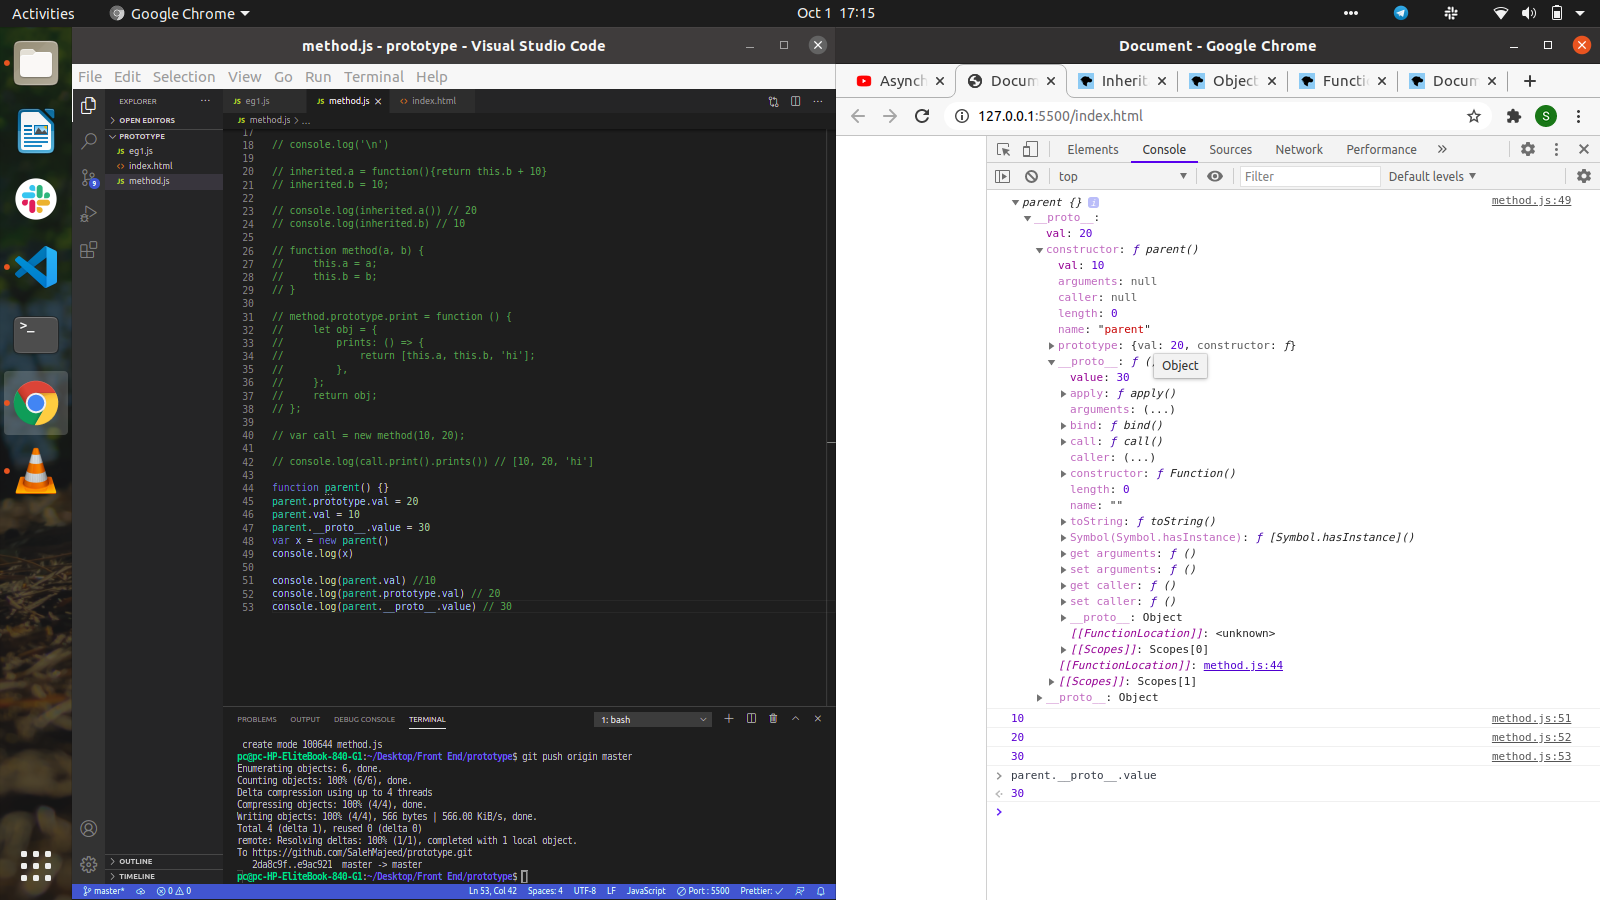 Activities
Google Chrome
Oct 1 17:15
method.js - prototype - Visual Studio Code
File Edit Selection View Go Run Terminal Help
EXPLORER
OPEN EDITORS
PROTOTYPE
eg1.js
index.html
method.js
OUTLINE
TIMELINE
JS eg1.js
JS method.js
<> index.html
JS method.js > ...
17
18 // console.log('\n')
19
20 // inherited.a = function(){return this.b + 10}
21 // inherited.b = 10;
22
23 // console.log(inherited.a()) // 20
24 // console.log(inherited.b) // 10
25
26 // function method(a, b) {
27 //     this.a = a;
28 //     this.b = b;
29 // }
30
31 // method.prototype.print = function () {
32 //     let obj = {
33 //         prints: () => {
34 //             return [this.a, this.b, 'hi'];
35 //         },
36 //     };
37 //     return obj;
38 // };
39
40 // var call = new method(10, 20);
41
42 // console.log(call.print().prints()) // [10, 20, 'hi']
43
44 function parent() {}
45 parent.prototype.val = 20
46 parent.val = 10
47 parent.__proto__.value = 30
48 var x = new parent()
49 console.log(x)
50
51 console.log(parent.val) //10
52 console.log(parent.prototype.val) // 20
53 console.log(parent.__proto__.value) // 30
PROBLEMS OUTPUT DEBUG CONSOLE TERMINAL
1: bash
create mode 100644 method.js
pc@pc-HP-EliteBook-840-G1:~/Desktop/Front End/prototype$ git push origin master
Enumerating objects: 6, done.
Counting objects: 100% (6/6), done.
Delta compression using up to 4 threads
Compressing objects: 100% (4/4), done.
Writing objects: 100% (4/4), 566 bytes | 566.00 KiB/s, done.
Total 4 (delta 1), reused 0 (delta 0)
remote: Resolving deltas: 100% (1/1), completed with 1 local object.
To https://github.com/SalehMajeed/prototype.git
2da8c9f..e9ac921  master -> master
pc@pc-HP-EliteBook-840-G1:~/Desktop/Front End/prototype$
master* 0 0 Ln 53, Col 42 Spaces: 4 UTF-8 LF JavaScript Port : 5500 Prettier: ✓
Document - Google Chrome
Asynch
Docum
Inherit
Object
Functi
Docum
127.0.0.1:5500/index.html
S
Elements Console Sources Network Performance »
top
Filter
Default levels
parent {} i method.js:49
__proto__:
val: 20
constructor: ƒ parent()
val: 10
arguments: null
caller: null
length: 0
name: "parent"
prototype: {val: 20, constructor: ƒ}
__proto__: ƒ (
Object
value: 30
apply: ƒ apply()
arguments: (...)
bind: ƒ bind()
call: ƒ call()
caller: (...)
constructor: ƒ Function()
length: 0
name: ""
toString: ƒ toString()
Symbol(Symbol.hasInstance): ƒ [Symbol.hasInstance]()
get arguments: ƒ ()
set arguments: ƒ ()
get caller: ƒ ()
set caller: ƒ ()
__proto__: Object
[[FunctionLocation]]: <unknown>
[[Scopes]]: Scopes[0]
[[FunctionLocation]]: method.js:44
[[Scopes]]: Scopes[1]
__proto__: Object
10 method.js:51
20 method.js:52
30 method.js:53
parent.__proto__.value
30